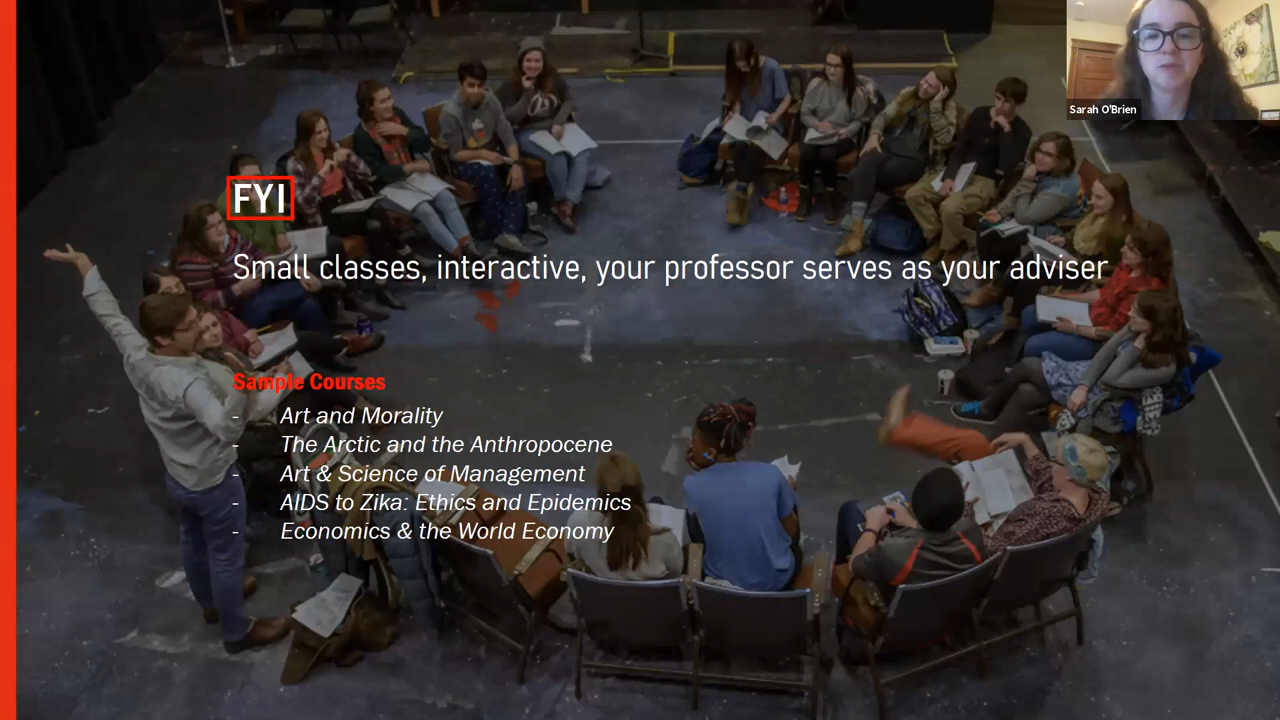 Sarah O'Brien
FYI
Small classes, interactive, your professor serves as your adviser
Sample Courses
- Art and Morality
- The Arctic and the Anthropocene
- Art & Science of Management
- AIDS to Zika: Ethics and Epidemics
- Economics & the World Economy